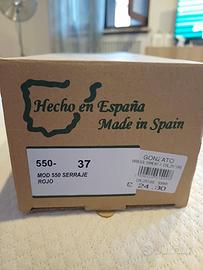 Hecho en España
Made in Spain
550- 37
MOD 550 SERRAJE
ROJO
GONZATO
€ 24.90